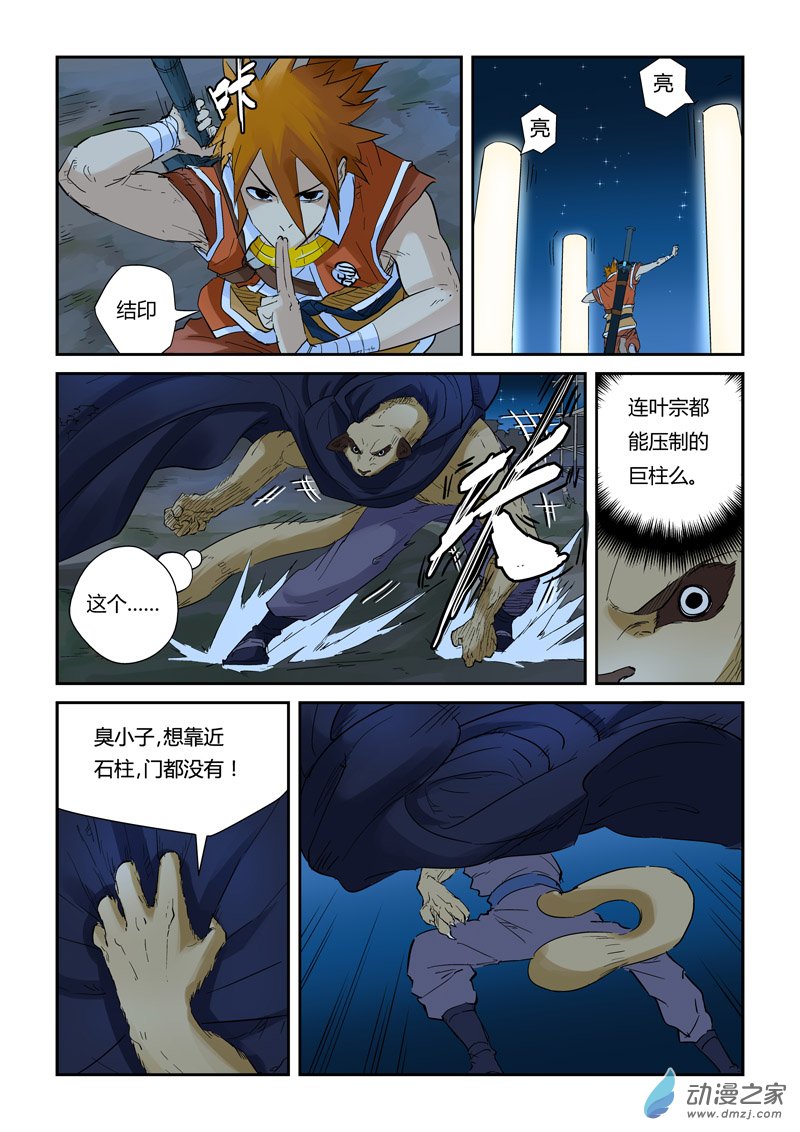 咔
结印
亮
亮
这个……
连叶宗都
能压制的
巨柱么。
臭小子,想靠近
石柱,门都没有！
动漫之家
www.dmzj.com